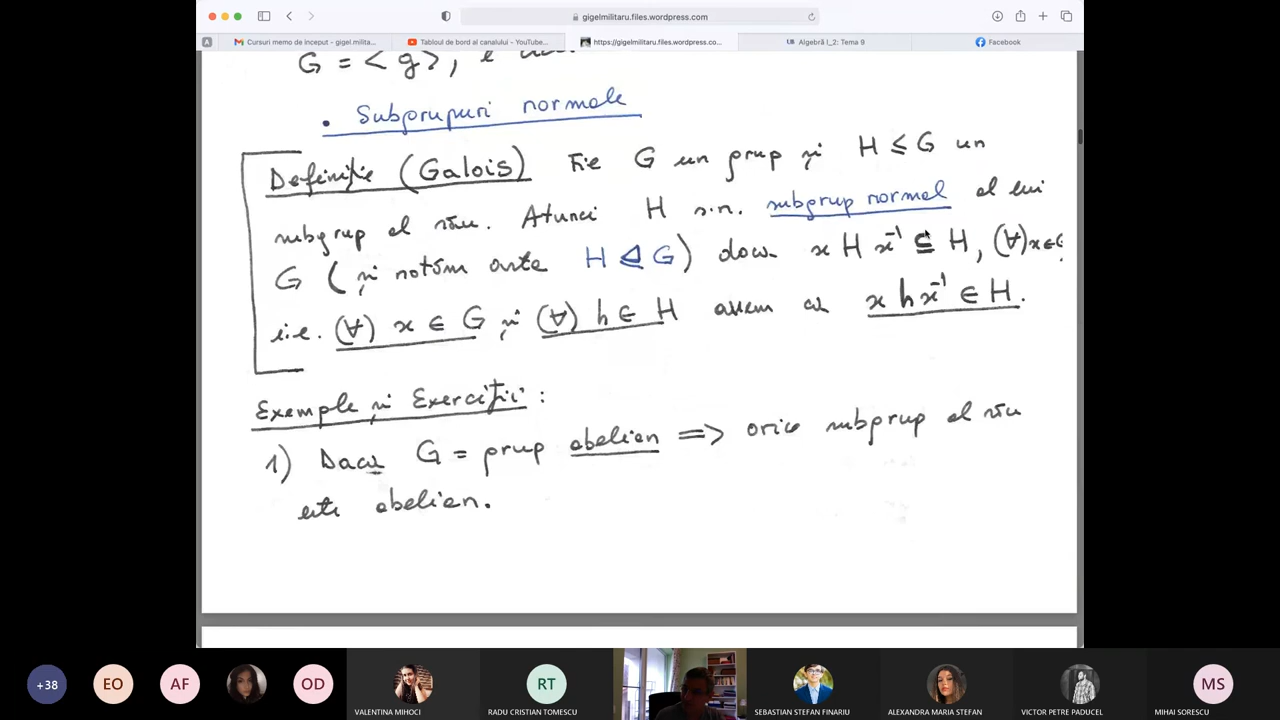 gigelmilitaru.files.wordpress.com
A
Cursuri memo de inceput - gigel.milita...
Tabloul de bord al canalului - YouTube...
https://gigelmilitaru.files.wordpress.co...
UB
Algebră I_2: Tema 9
Facebook
G = < g >, e
• Subgrupuri normale
Definiție (Galois) Fie G un grup și H ≤ G un
subgrup al său. Atunci H s.n. subgrup normal al lui
G (și notăm asta H ⊴ G) dacă x H x⁻¹ ⊆ H, (∀) x ∈ G
i.e. (∀) x ∈ G și (∀) h ∈ H avem că x h x⁻¹ ∈ H.
Exemple și Exerciții :
1) Dacă G = grup abelian => orice subgrup al său
este abelian.
+38
EO
AF
OD
VALENTINA MIHOCI
RT
RADU CRISTIAN TOMESCU
SEBASTIAN STEFAN FINARIU
ALEXANDRA MARIA STEFAN
VICTOR PETRE PADUCEL
MS
MIHAI SORESCU